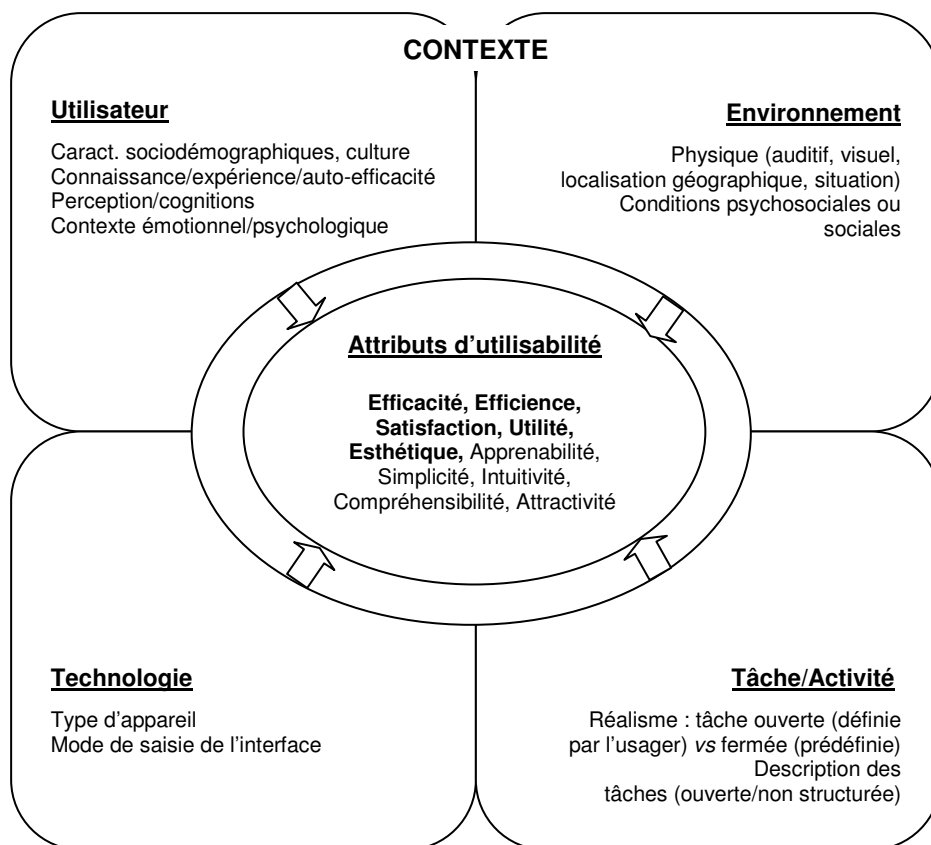 CONTEXTE
Utilisateur
Caract. sociodémographiques, culture
Connaissance/expérience/auto-efficacité
Perception/cognitions
Contexte émotionnel/psychologique
Environnement
Physique (auditif, visuel,
localisation géographique, situation)
Conditions psychosociales ou
sociales
Attributs d’utilisabilité
Efficacité, Efficience,
Satisfaction, Utilité,
Esthétique, Apprenabilité,
Simplicité, Intuitivité,
Compréhensibilité, Attractivité
Technologie
Type d’appareil
Mode de saisie de l’interface
Tâche/Activité
Réalisme : tâche ouverte (définie
par l’usager) vs fermée (prédéfinie)
Description des
tâches (ouverte/non structurée)